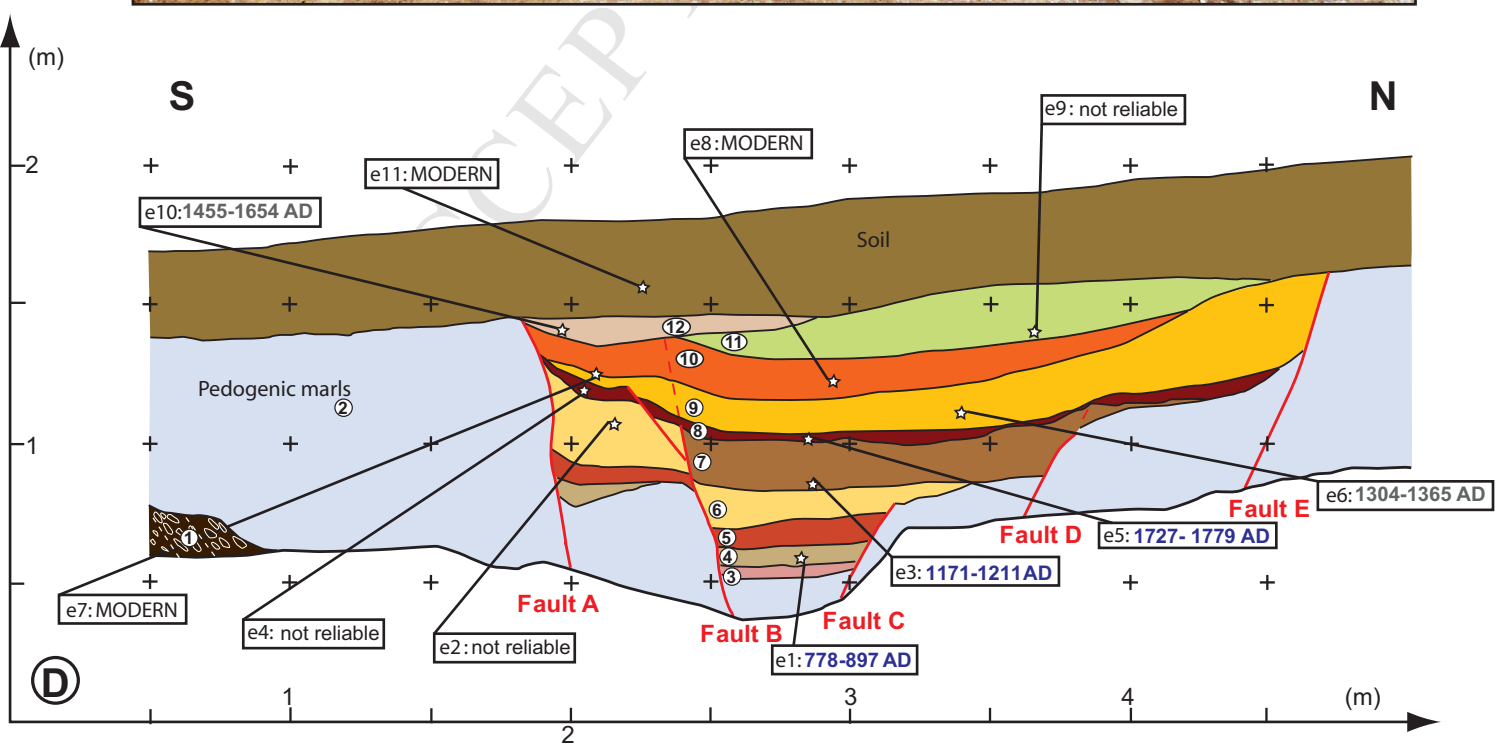 CCEP
(m)
S
N
2
e9: not reliable
e8:MODERN
e11: MODERN
e10:1455-1654 AD
Soil
12
11
10
Pedogenic marls
2
9
8
1
7
6
e6: 1304-1365 AD
Fault E
1
5
Fault D
e5: 1727- 1779 AD
4
3
e3: 1171-1211AD
e7: MODERN
Fault A
Fault B
Fault C
e4: not reliable
e2: not reliable
e1: 778-897 AD
D
1
2
3
4
(m)